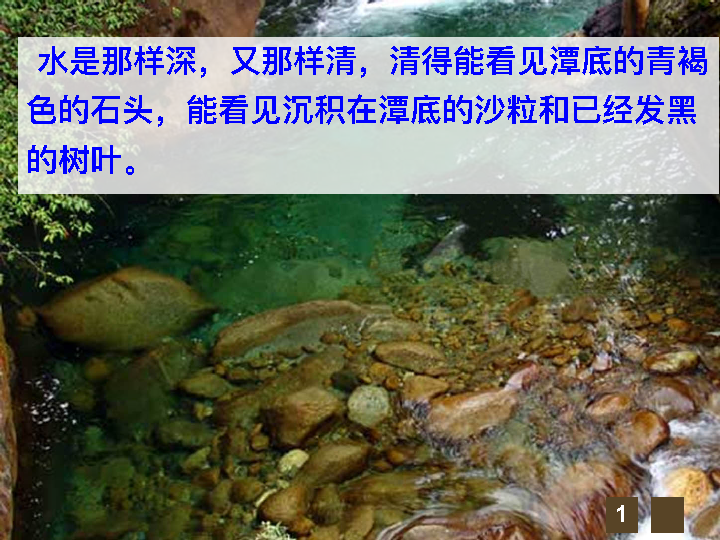 水是那样深，又那样清，清得能看见潭底的青褐
色的石头，能看见沉积在潭底的沙粒和已经发黑
的树叶。
1